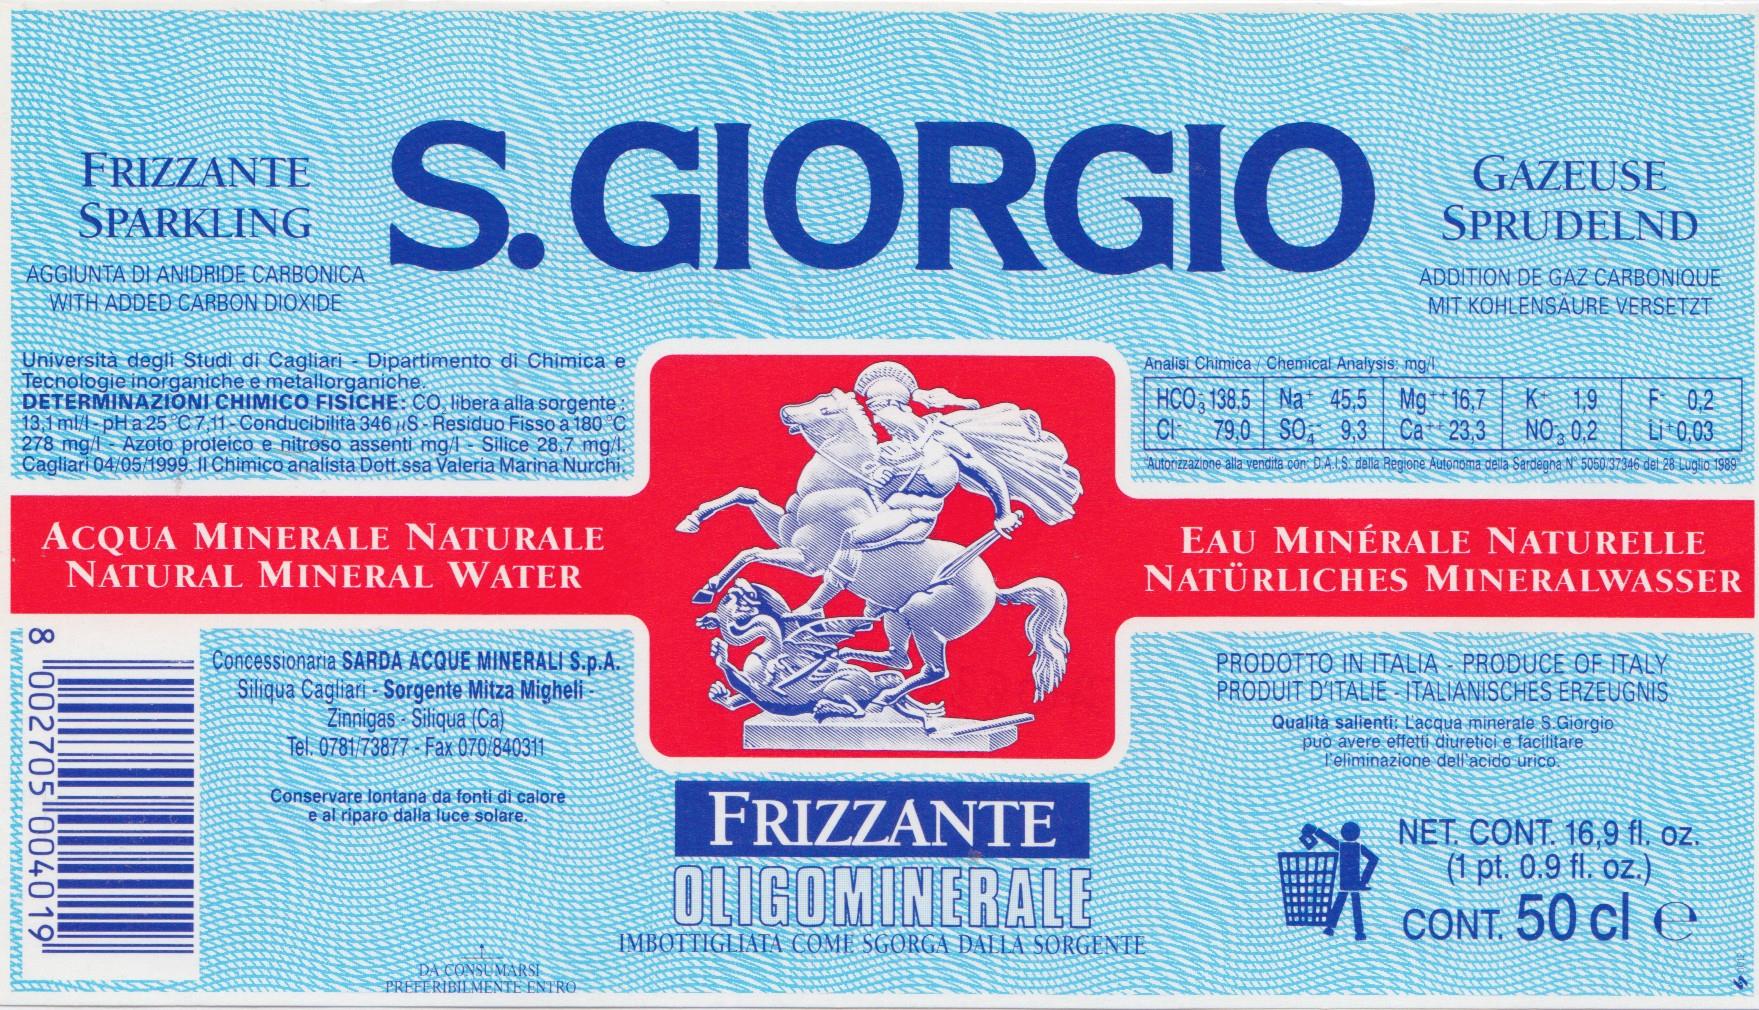 S. GIORGIO
FRIZZANTE
SPARKLING
AGGIUNTA DI ANIDRIDE CARBONICA
WITH ADDED CARBON DIOXIDE
GAZEUSE
SPRUDELND
ADDITION DE GAZ CARBONIQUE
MIT KOHLENSÄURE VERSETZT
Università degli Studi di Cagliari - Dipartimento di Chimica e
Tecnologie inorganiche e metallorganiche.
DETERMINAZIONI CHIMICO FISICHE: CO2 libera alla sorgente:
13,1 ml/l - pH a 25 °C 7,11 - Conducibilità 346 µS - Residuo Fisso a 180 °C
278 mg/l - Azoto proteico e nitroso assenti mg/l - Silice 28,7 mg/l.
Cagliari 04/05/1999. Il Chimico analista Dott.ssa Valeria Marina Nurchi.
Analisi Chimica / Chemical Analysis: mg/l
HCO3- 138.5 Na+ 45,5 Mg++ 16,7 K+ 1,9 F- 0,2
Cl- 79,0 SO4-- 9,3 Ca++ 23,3 NO3- 0,2 Li+ 0,03
Autorizzazione alla vendita con: D.A.I.S. della Regione Autonoma della Sardegna N° 5050/37346 del 28 Luglio 1989
ACQUA MINERALE NATURALE
NATURAL MINERAL WATER
EAU MINÉRALE NATURELLE
NATÜRLICHES MINERALWASSER
8 002705 004019
Concessionaria SARDA ACQUE MINERALI S.p.A.
Siliqua Cagliari - Sorgente Mitza Migheli -
Zinnigas - Siliqua (Ca)
Tel. 0781/73877 - Fax 070/840311
Conservare lontana da fonti di calore
e al riparo dalla luce solare.
DA CONSUMARSI
PREFERIBILMENTE ENTRO
FRIZZANTE
OLIGOMINERALE
IMBOTTIGLIATA COME SGORGA DALLA SORGENTE
PRODOTTO IN ITALIA - PRODUCE OF ITALY
PRODUIT D'ITALIE - ITALIANISCHES ERZEUGNIS
Qualità salienti: L'acqua minerale S.Giorgio
può avere effetti diuretici e facilitare
l'eliminazione dell'acido urico.
NET. CONT. 16,9 fl. oz.
(1 pt. 0.9 fl. oz.)
CONT. 50 cl e